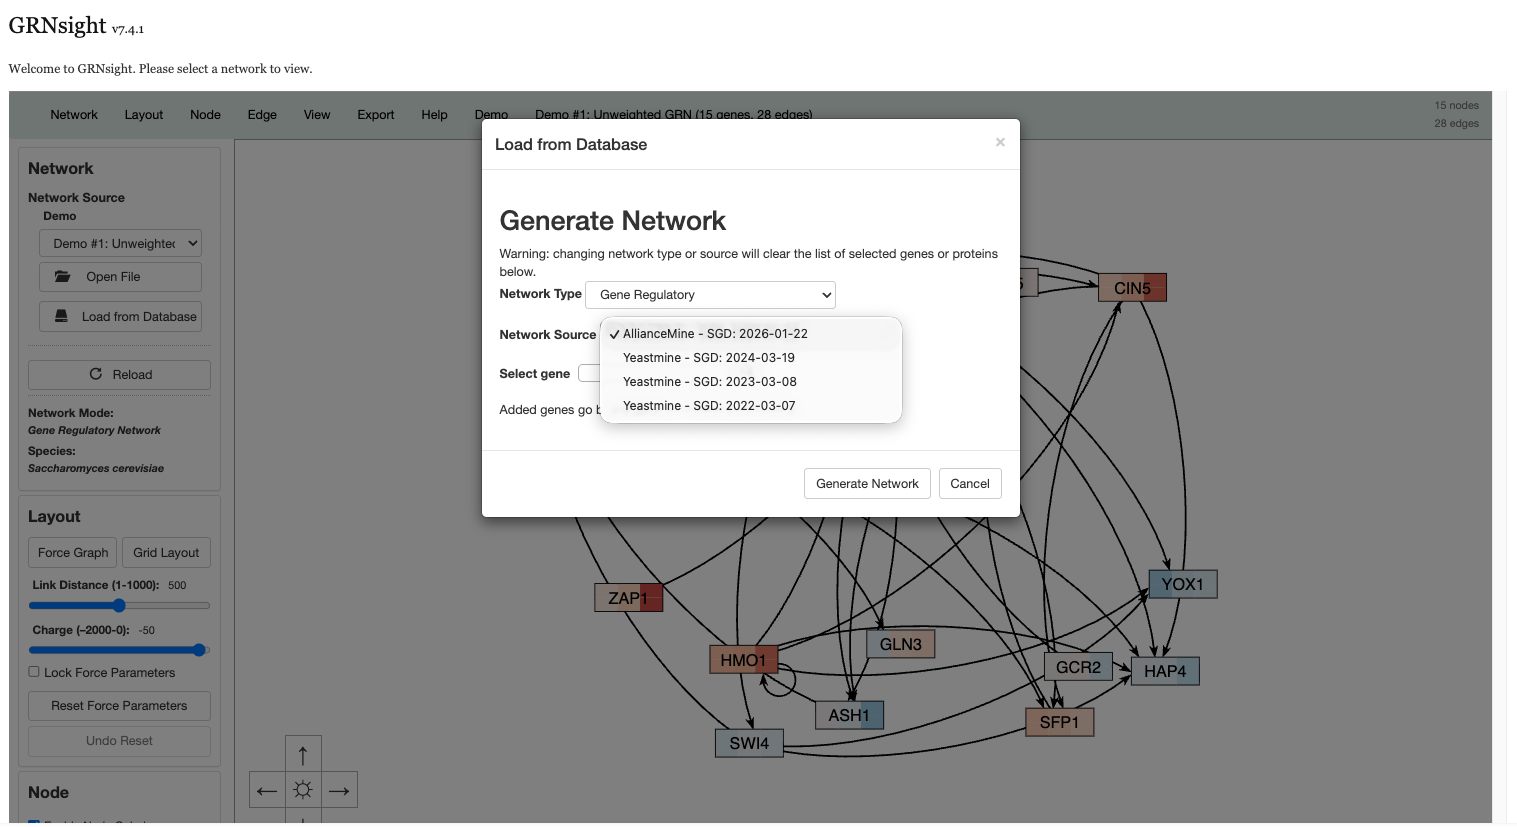 GRNsight v7.4.1
Welcome to GRNsight. Please select a network to view.
Network Layout Node Edge View Export Help Demo Demo #1: Unweighted GRN (15 genes, 28 edges)
15 nodes
28 edges
Network
Network Source
Demo
Demo #1: Unweighted
Open File
Load from Database
Reload
Network Mode:
Gene Regulatory Network
Species:
Saccharomyces cerevisiae
Layout
Force Graph Grid Layout
Link Distance (1-1000): 500
Charge (-2000-0): -50
Lock Force Parameters
Reset Force Parameters
Undo Reset
Node
Load from Database ×
Generate Network
Warning: changing network type or source will clear the list of selected genes or proteins
below.
Network Type Gene Regulatory
Network Source
✓ AllianceMine - SGD: 2026-01-22
Yeastmine - SGD: 2024-03-19
Yeastmine - SGD: 2023-03-08
Yeastmine - SGD: 2022-03-07
Select gene
Added genes go
Generate Network Cancel
CIN5
ZAP1
YOX1
GLN3
HMO1
GCR2
HAP4
ASH1
SFP1
SWI4